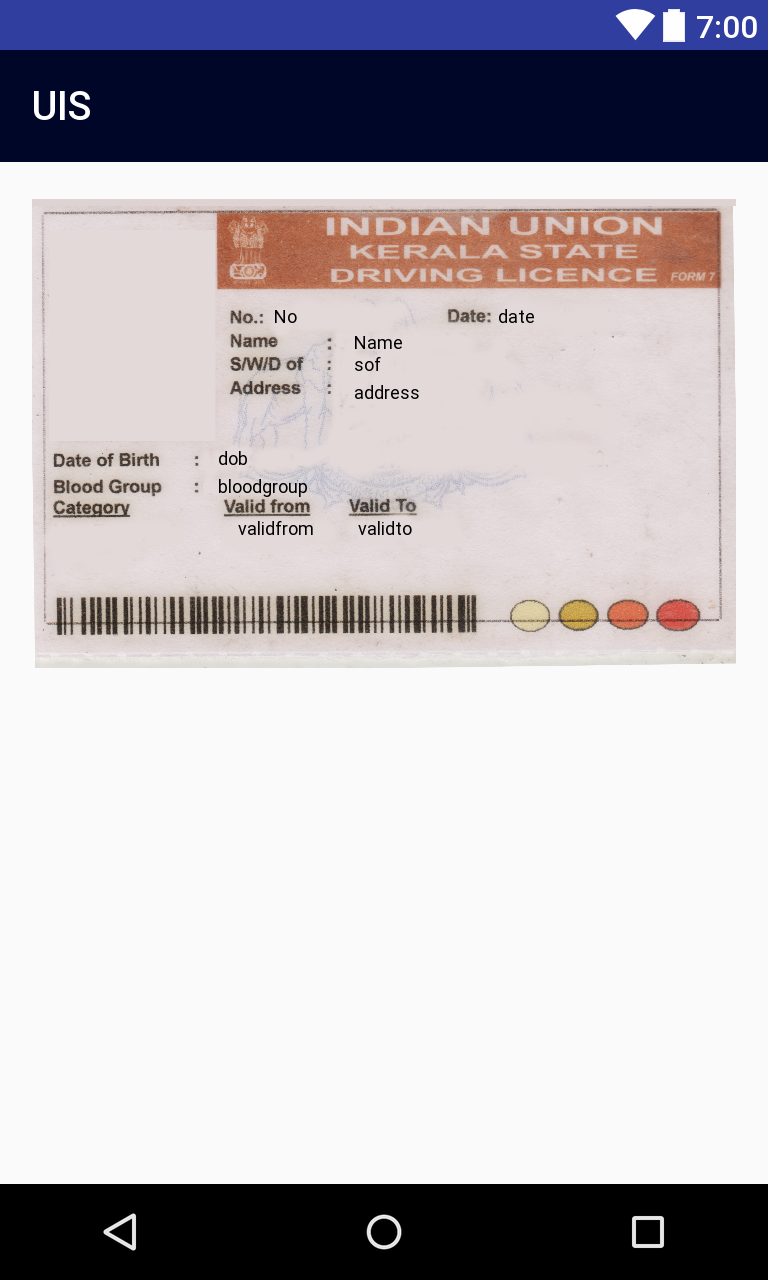 7:00
UIS
INDIAN UNION
KERALA STATE
DRIVING LICENCE FORM 7
No.: No Date: date
Name : Name
S/W/D of : sof
Address : address
Date of Birth : dob
Blood Group : bloodgroup
Category Valid from Valid To
validfrom validto